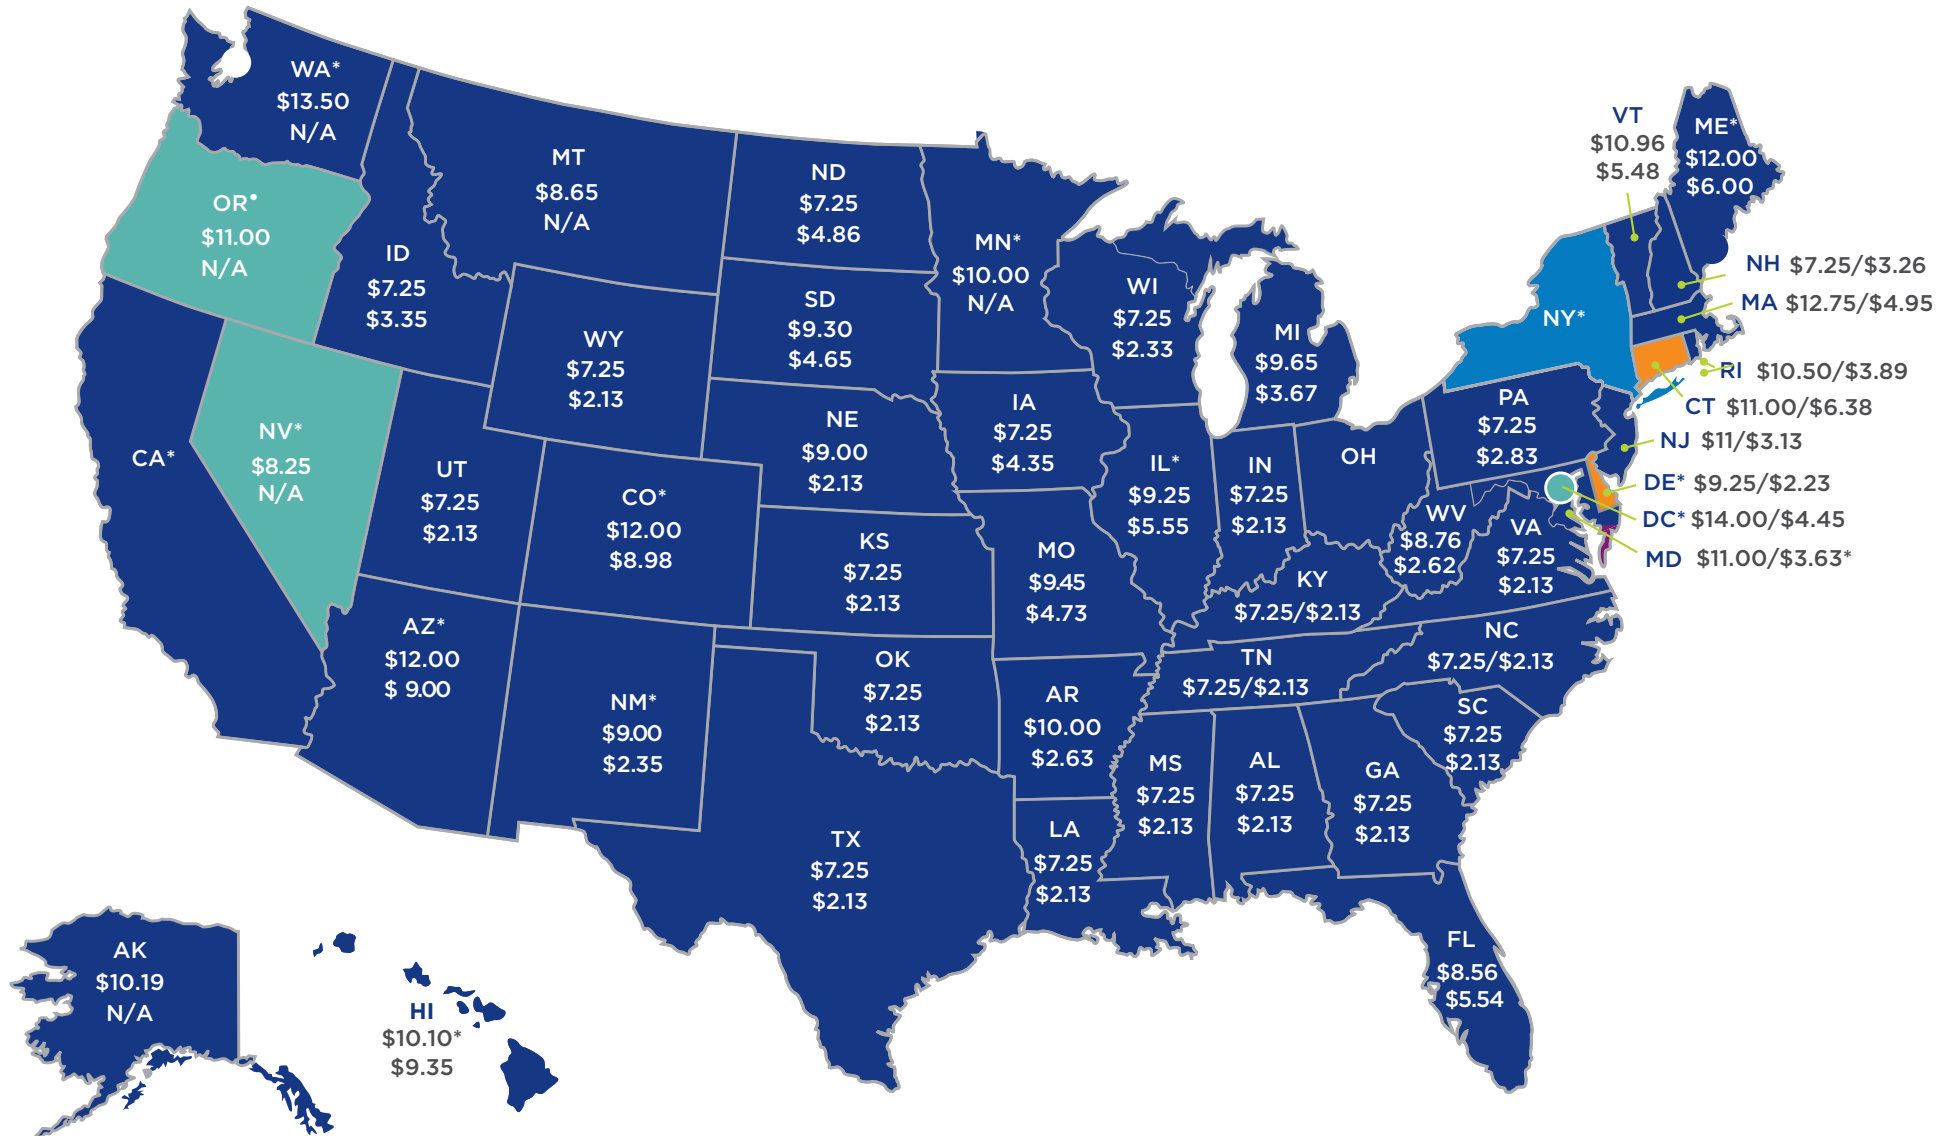 WA*
$13.50
N/A
OR•
$11.00
N/A
CA*
NV*
$8.25
N/A
ID
$7.25
$3.35
MT
$8.65
N/A
WY
$7.25
$2.13
UT
$7.25
$2.13
CO*
$12.00
$8.98
AZ*
$12.00
$ 9.00
NM*
$9.00
$2.35
ND
$7.25
$4.86
SD
$9.30
$4.65
NE
$9.00
$2.13
KS
$7.25
$2.13
OK
$7.25
$2.13
TX
$7.25
$2.13
MN*
$10.00
N/A
IA
$7.25
$4.35
MO
$9.45
$4.73
AR
$10.00
$2.63
LA
$7.25
$2.13
WI
$7.25
$2.33
IL*
$9.25
$5.55
MI
$9.65
$3.67
IN
$7.25
$2.13
OH
KY
$7.25/$2.13
TN
$7.25/$2.13
MS
$7.25
$2.13
AL
$7.25
$2.13
GA
$7.25
$2.13
FL
$8.56
$5.54
SC
$7.25
$2.13
NC
$7.25/$2.13
VA
$7.25
$2.13
WV
$8.76
$2.62
PA
$7.25
$2.83
NY*
VT
$10.96
$5.48
ME*
$12.00
$6.00
NH $7.25/$3.26
MA $12.75/$4.95
RI $10.50/$3.89
CT $11.00/$6.38
NJ $11/$3.13
DE* $9.25/$2.23
DC* $14.00/$4.45
MD $11.00/$3.63*
AK
$10.19
N/A
HI
$10.10*
$9.35